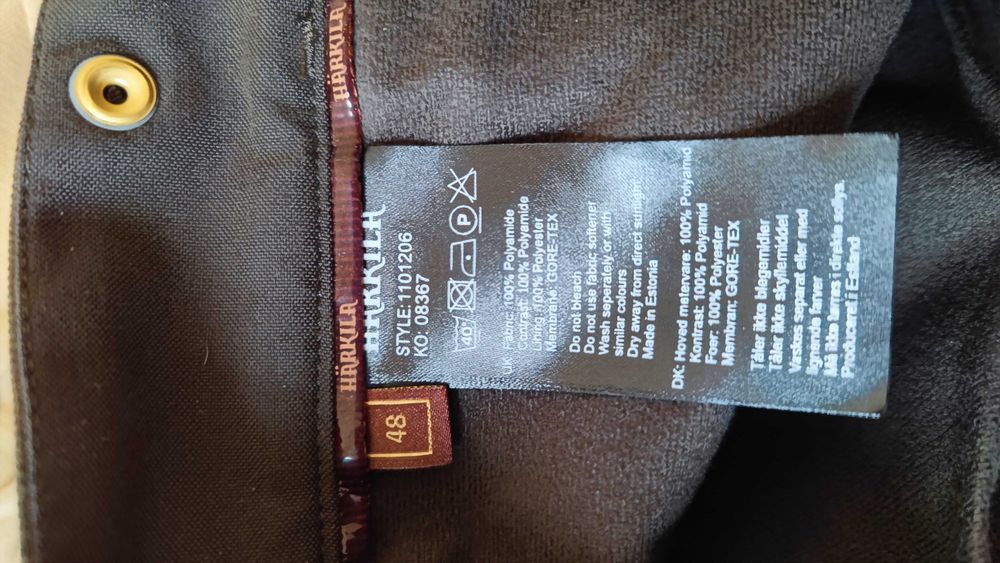 HÄRKILA
HÄRKILA
HÄRKILA
STYLE: 1101206
KO: 08367
40°
P
UK: Fabric: 100% Polyamide
Contrast: 100% Polyamide
Lining: 100% Polyester
Membrane: GORE-TEX
Do not bleach
Do not use fabric softener
Wash seperately or with
similar colours
Dry away from direct sunlight
Made in Estonia
DK: Hoved metervare: 100% Polyamid
Kontrast: 100% Polyamid
Foer: 100% Polyester
Membran: GORE-TEX
Tåler ikke blegemidler
Tåler ikke skyllemiddel
Vaskes separat eller med
lignende farver
Må ikke tørres i direkte sollys.
Produceret i Estland
48